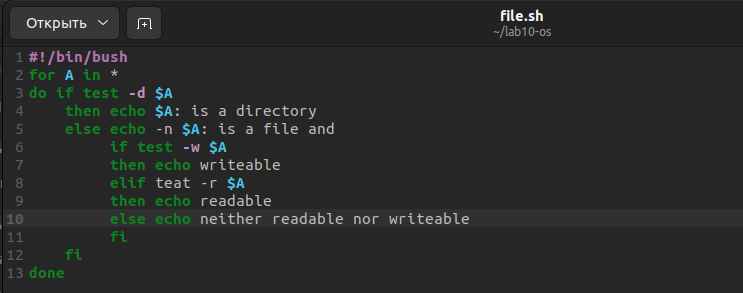 Открыть
file.sh
~/lab10-os
1 #!/bin/bush
2 for A in *
3 do if test -d $A
4     then echo $A: is a directory
5     else echo -n $A: is a file and
6          if test -w $A
7          then echo writeable
8          elif teat -r $A
9          then echo readable
10          else echo neither readable nor writeable
11          fi
12     fi
13 done